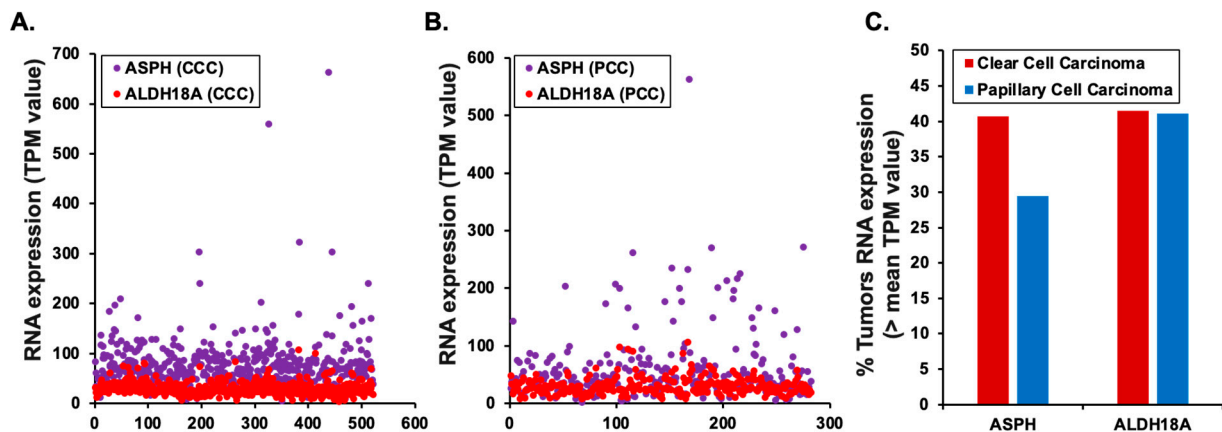 A.
RNA expression (TPM value)
700
600
500
400
300
200
100
0
ASPH (CCC)
ALDH18A (CCC)
0
100
200
300
400
500
600
B.
RNA expression (TPM value)
600
500
400
300
200
100
0
ASPH (PCC)
ALDH18A (PCC)
0
100
200
300
C.
% Tumors RNA expression
(> mean TPM value)
50
45
40
35
30
25
20
15
10
5
0
Clear Cell Carcinoma
Papillary Cell Carcinoma
ASPH
ALDH18A